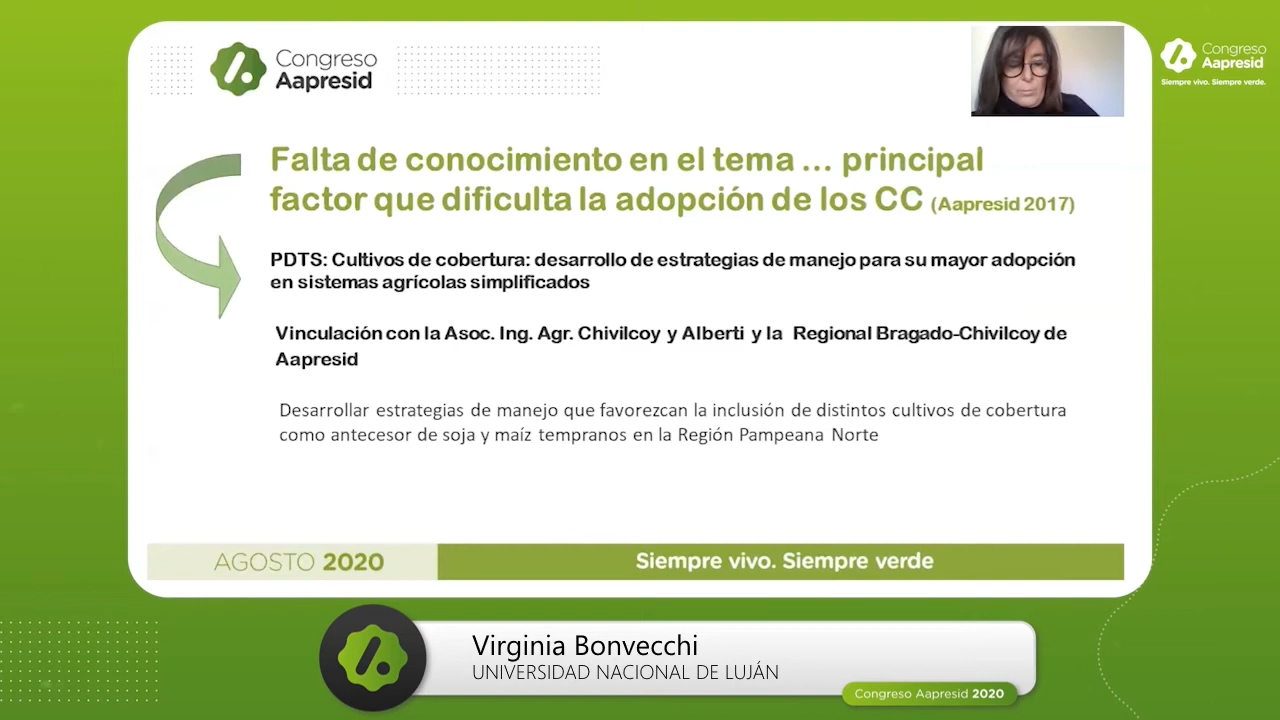 Congreso
Aapresid
Congreso
Aapresid
Siempre vivo. Siempre verde.
Falta de conocimiento en el tema ... principal
factor que dificulta la adopción de los CC (Aapresid 2017)
PDTS: Cultivos de cobertura: desarrollo de estrategias de manejo para su mayor adopción
en sistemas agrícolas simplificados
Vinculación con la Asoc. Ing. Agr. Chivilcoy y Alberti y la Regional Bragado-Chivilcoy de
Aapresid
Desarrollar estrategias de manejo que favorezcan la inclusión de distintos cultivos de cobertura
como antecesor de soja y maíz tempranos en la Región Pampeana Norte
AGOSTO 2020
Siempre vivo. Siempre verde
Virginia Bonvecchi
UNIVERSIDAD NACIONAL DE LUJÁN
Congreso Aapresid 2020